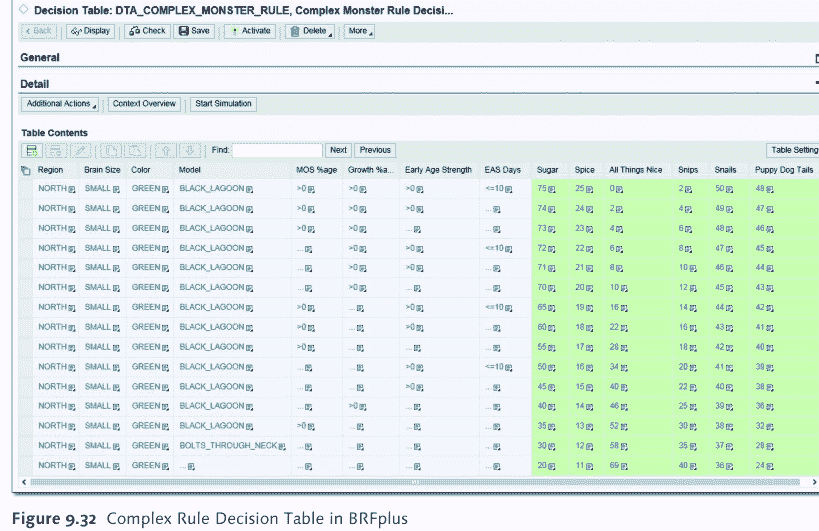 Decision Table: DTA_COMPLEX_MONSTER_RULE, Complex Monster Rule Decisi...
< Back Display Check Save Activate Delete More
General
Detail
Additional Actions Context Overview Start Simulation
Table Contents
Find: Next Previous Table Setting
Region Brain Size Color Model MOS %age Growth %a... Early Age Strength EAS Days Sugar Spice All Things Nice Snips Snails Puppy Dog Tails
NORTH SMALL GREEN BLACK_LAGOON >0 >0 >0 <=10 75 25 0 2 50 48
NORTH SMALL GREEN BLACK_LAGOON >0 >0 >0 ... 74 24 2 4 49 47
NORTH SMALL GREEN BLACK_LAGOON >0 >0 ... ... 73 23 4 6 48 46
NORTH SMALL GREEN BLACK_LAGOON ... >0 >0 <=10 72 22 6 8 47 45
NORTH SMALL GREEN BLACK_LAGOON ... >0 >0 ... 71 21 8 10 46 44
NORTH SMALL GREEN BLACK_LAGOON ... >0 ... ... 70 20 10 12 45 43
NORTH SMALL GREEN BLACK_LAGOON >0 ... >0 <=10 65 19 16 14 44 42
NORTH SMALL GREEN BLACK_LAGOON >0 ... >0 ... 60 18 22 16 43 41
NORTH SMALL GREEN BLACK_LAGOON >0 ... ... ... 55 17 28 18 42 40
NORTH SMALL GREEN BLACK_LAGOON ... ... >0 <=10 50 16 34 20 41 39
NORTH SMALL GREEN BLACK_LAGOON ... ... >0 ... 45 15 40 22 40 38
NORTH SMALL GREEN BLACK_LAGOON ... >0 ... ... 40 14 46 25 39 36
NORTH SMALL GREEN BLACK_LAGOON >0 ... ... ... 35 13 52 30 38 32
NORTH SMALL GREEN BOLTS_THROUGH_NECK ... ... ... ... 30 12 58 35 37 28
NORTH SMALL GREEN ... ... ... ... ... 20 11 69 40 36 24
Figure 9.32 Complex Rule Decision Table in BRFplus